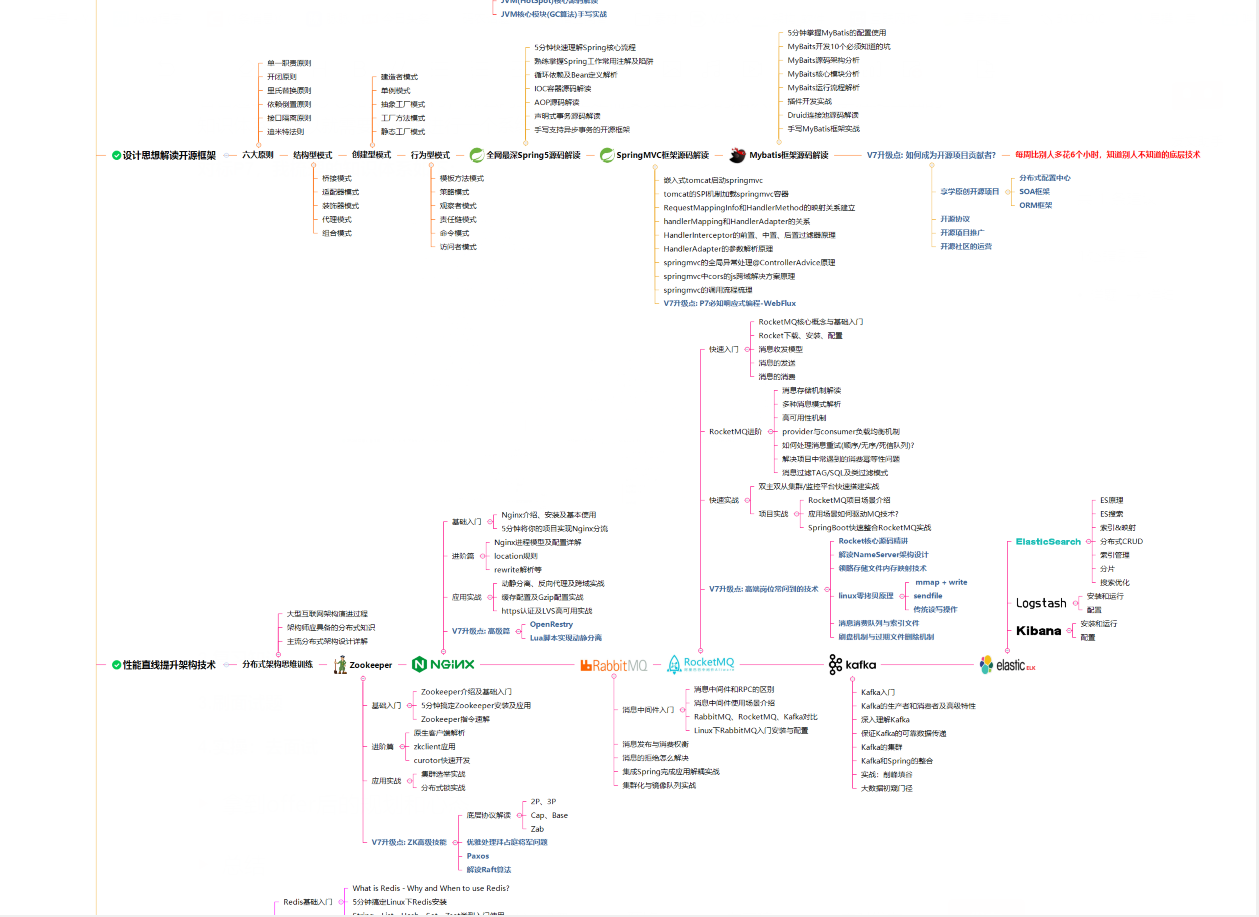 JVM(HotSpot)核心源码解读
JVM核心模块(GC算法)手写实战
设计思想解读开源框架
六大原则
单一职责原则
开闭原则
里氏替换原则
依赖倒置原则
接口隔离原则
迪米特法则
结构型模式
桥接模式
适配器模式
装饰器模式
代理模式
组合模式
创建型模式
建造者模式
单例模式
抽象工厂模式
工厂方法模式
静态工厂模式
行为型模式
模板方法模式
策略模式
观察者模式
责任链模式
命令模式
访问者模式
全网最深Spring5源码解读
5分钟快速理解Spring核心流程
熟练掌握Spring工作常用注解及陷阱
循环依赖及Bean定义解析
IOC容器源码解读
AOP源码解读
声明式事务源码解读
手写支持异步事务的开源框架
SpringMVC框架源码解读
嵌入式tomcat启动springmvc
tomcat的SPI机制加载springmvc容器
RequestMappingInfo和HandlerMethod的映射关系建立
handlerMapping和HandlerAdapter的关系
HandlerInterceptor的前置、中置、后置过滤器原理
HandlerAdapter的参数解析原理
springmvc的全局异常处理@ControllerAdvice原理
springmvc中cors的js跨域解决方案原理
springmvc的调用流程梳理
V7升级点: P7必知响应式编程-WebFlux
Mybatis框架源码解读
5分钟掌握MyBatis的配置使用
MyBaits开发10个必须知道的坑
MyBaits源码架构分析
MyBaits核心模块分析
MyBaits运行流程解析
插件开发实战
Druid连接池源码解读
手写MyBatis框架实战
V7升级点: 如何成为开源项目贡献者?
享学原创开源项目
分布式配置中心
SOA框架
ORM框架
开源协议
开源项目推广
开源社区的运营
每周比别人多花6个小时，知道别人不知道的底层技术
性能直线提升架构技术
分布式架构思维训练
大型互联网架构演进过程
架构师应具备的分布式知识
主流分布式架构设计详解
Zookeeper
基础入门
Zookeeper介绍及基础入门
5分钟搞定Zookeeper安装及应用
Zookeeper指令速解
进阶篇
原生客户端解析
zkclient应用
curotor快速开发
应用实战
集群选举实战
分布式锁实战
V7升级点: ZK高级技能
底层协议解读
2P、3P
Cap、Base
Zab
优雅处理拜占庭将军问题
Paxos
解读Raft算法
NGINX
基础入门
Nginx介绍、安装及基本使用
5分钟将你的项目实现Nginx分流
进阶篇
Nginx进程模型及配置详解
location规则
rewrite解析等
应用实战
动静分离、反向代理及跨域实战
缓存配置及Gzip配置实战
https认证及LVS高可用实战
V7升级点: 高级篇
OpenRestry
Lua脚本实现动静分离
RabbitMQ
消息中间件入门
消息中间件和RPC的区别
消息中间件使用场景介绍
RabbitMQ、RocketMQ、Kafka对比
Linux下RabbitMQ入门安装与配置
消息发布与消费权衡
消息的拒绝怎么解决
集成Spring完成应用解耦实战
集群化与镜像队列实战
RocketMQ
快速入门
RocketMQ核心概念与基础入门
Rocket下载、安装、配置
消息收发模型
消息的发送
消息的消费
RocketMQ进阶
消息存储机制解读
多种消息模式解析
高可用性机制
provider与consumer负载均衡机制
如何处理消息重试(顺序/无序/死信队列)?
解决项目中常遇到的消费幂等性问题
消息过滤TAG/SQL及类过滤模式
快速实战
双主双从集群/监控平台快速搭建实战
项目实战
RocketMQ项目场景介绍
应用场景如何驱动MQ技术?
SpringBoot快速整合RocketMQ实战
V7升级点: 高端岗位常问到的技术
Rocket核心源码精讲
解读NameServer架构设计
领略存储文件内存映射技术
linux零拷贝原理
mmap + write
sendfile
传统读写操作
消息消费队列与索引文件
刷盘机制与过期文件删除机制
kafka
Kafka入门
Kafka的生产者和消费者及高级特性
深入理解Kafka
保证Kafka的可靠数据传递
Kafka的集群
Kafka和Spring的整合
实战：削峰填谷
大数据初窥门径
elastic ELK
ElasticSearch
ES原理
ES搜索
索引&映射
分布式CRUD
索引管理
分片
搜索优化
Logstash
安装和运行
配置
Kibana
安装和运行
配置
Redis基础入门
What is Redis - Why and When to use Redis?
5分钟搞定Linux下Redis安装